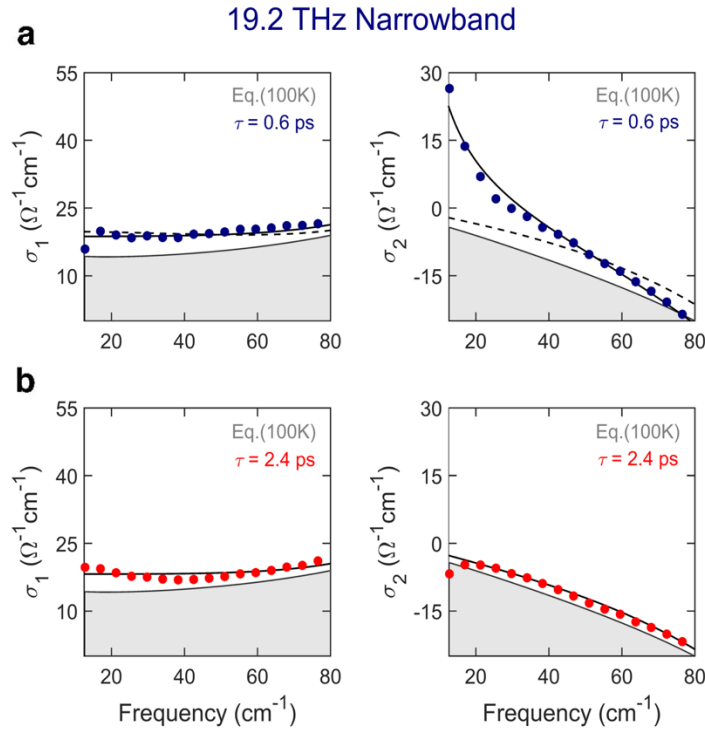 19.2 THz Narrowband
a
55
40
25
10
σ₁ (Ω⁻¹cm⁻¹)
Eq.(100K)
τ = 0.6 ps
20 40 60 80
30
15
0
-15
σ₂ (Ω⁻¹cm⁻¹)
Eq.(100K)
τ = 0.6 ps
20 40 60 80
b
55
40
25
10
σ₁ (Ω⁻¹cm⁻¹)
Eq.(100K)
τ = 2.4 ps
20 40 60 80
Frequency (cm⁻¹)
30
15
0
-15
σ₂ (Ω⁻¹cm⁻¹)
Eq.(100K)
τ = 2.4 ps
20 40 60 80
Frequency (cm⁻¹)